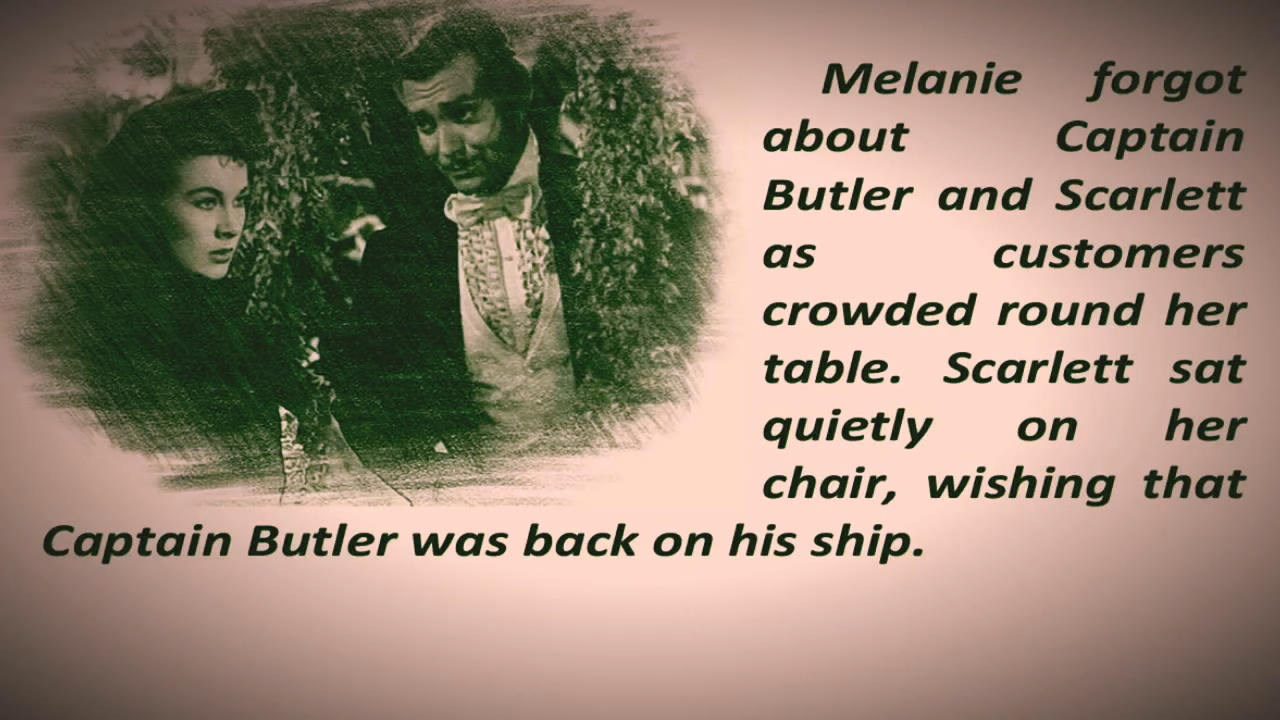 Melanie forgot
about Captain
Butler and Scarlett
as customers
crowded round her
table. Scarlett sat
quietly on her
chair, wishing that
Captain Butler was back on his ship.